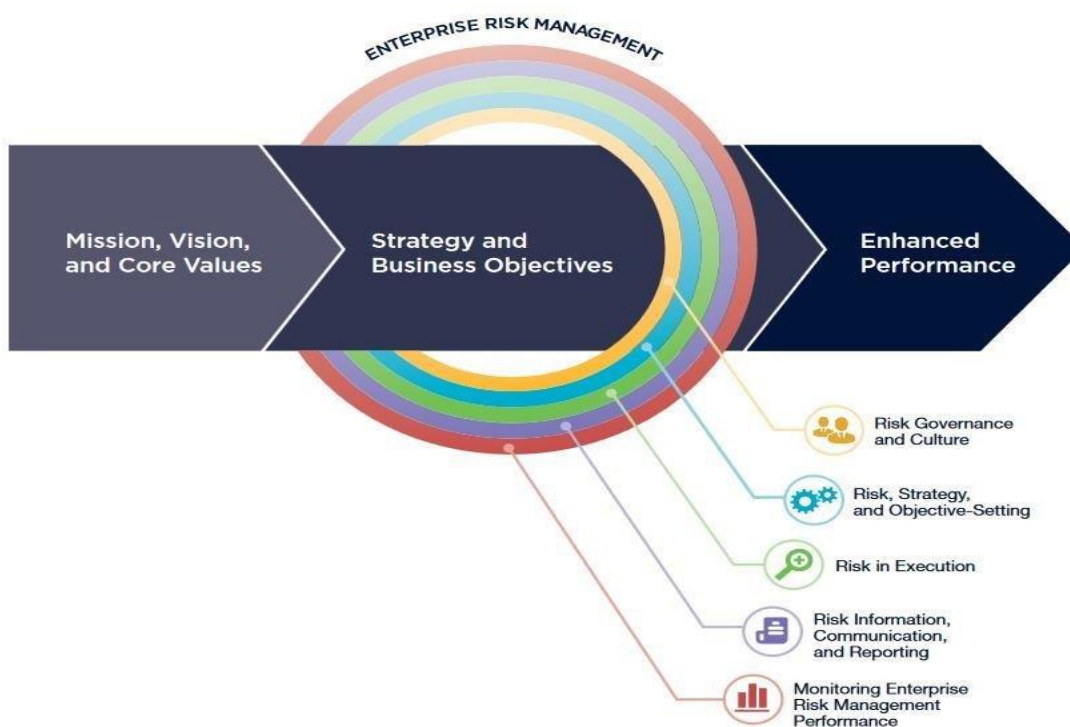 ENTERPRISE RISK MANAGEMENT
Mission, Vision,
and Core Values
Strategy and
Business Objectives
Enhanced
Performance
Risk Governance
and Culture
Risk, Strategy,
and Objective-Setting
Risk in Execution
Risk Information,
Communication,
and Reporting
Monitoring Enterprise
Risk Management
Performance